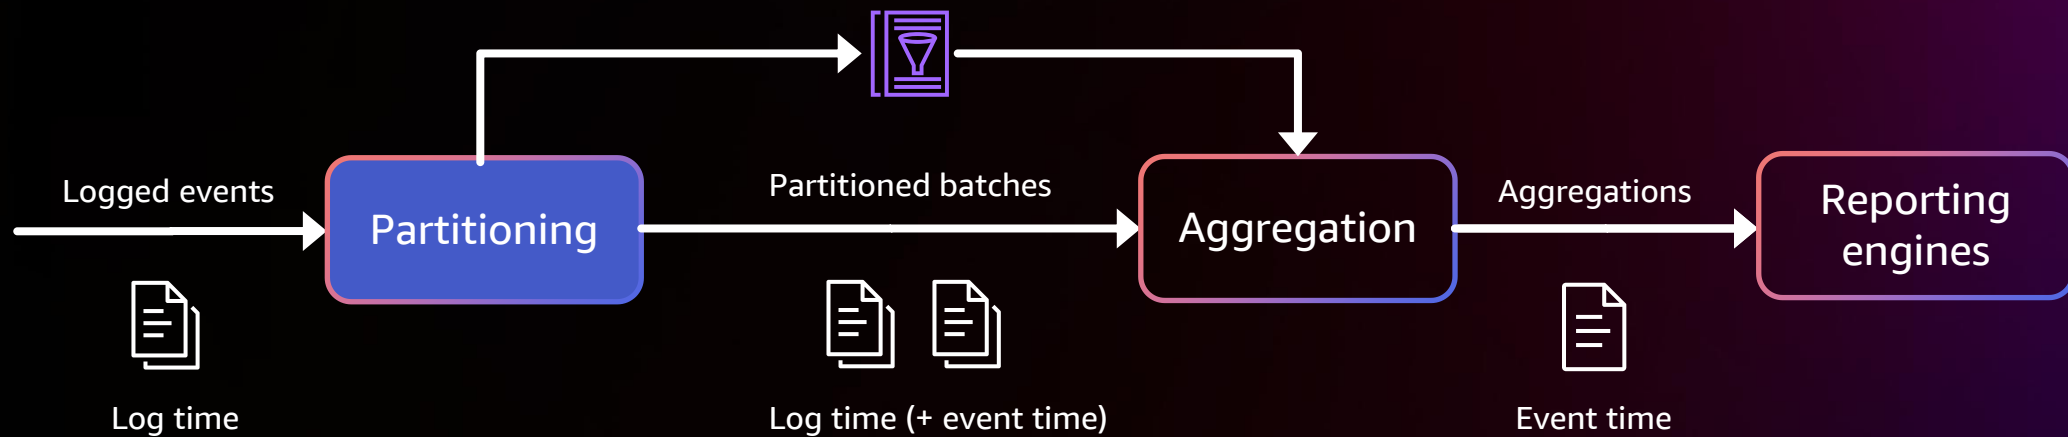 Logged events
Partitioning
Partitioned batches
Aggregation
Aggregations
Reporting
engines
Log time
Log time (+ event time)
Event time